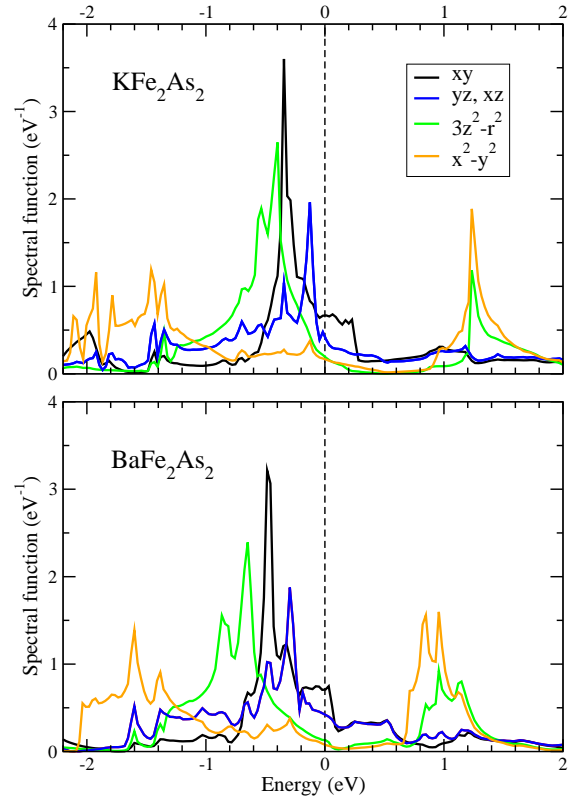 -2 -1 0 1 2
KFe₂As₂
xy
yz, xz
3z²-r²
x²-y²
Spectral function (eV⁻¹)
4
3
2
1
0
BaFe₂As₂
Spectral function (eV⁻¹)
4
3
2
1
0
-2 -1 0 1 2
Energy (eV)